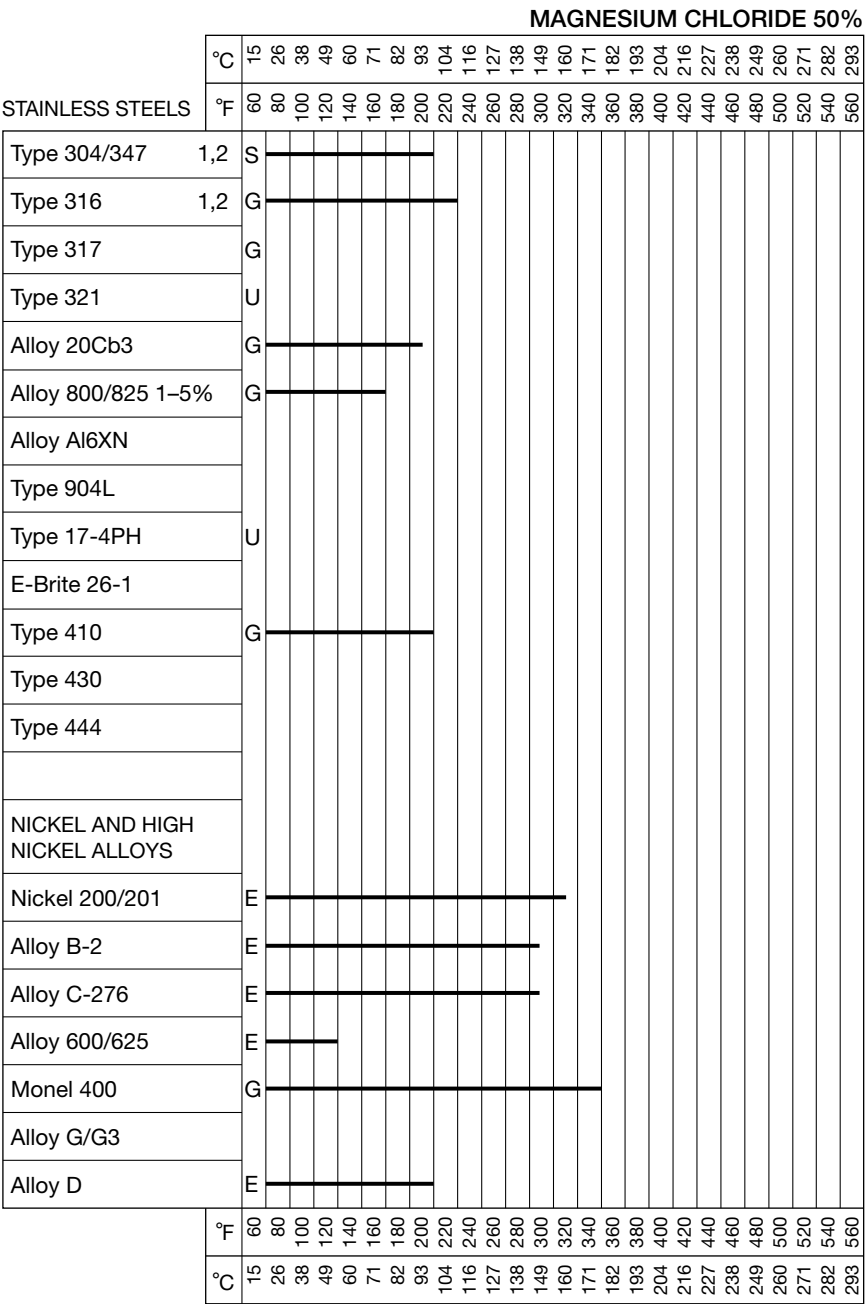 MAGNESIUM CHLORIDE 50%
°C 15 26 38 49 60 71 82 93 104 116 127 138 149 160 171 182 193 204 216 227 238 249 260 271 282 293
STAINLESS STEELS °F 60 80 100 120 140 160 180 200 220 240 260 280 300 320 340 360 380 400 420 440 460 480 500 520 540 560
Type 304/347 1,2 S
Type 316 1,2 G
Type 317 G
Type 321 U
Alloy 20Cb3 G
Alloy 800/825 1–5% G
Alloy Al6XN
Type 904L
Type 17-4PH U
E-Brite 26-1
Type 410 G
Type 430
Type 444
NICKEL AND HIGH
NICKEL ALLOYS
Nickel 200/201 E
Alloy B-2 E
Alloy C-276 E
Alloy 600/625 E
Monel 400 G
Alloy G/G3
Alloy D E
°F 60 80 100 120 140 160 180 200 220 240 260 280 300 320 340 360 380 400 420 440 460 480 500 520 540 560
°C 15 26 38 49 60 71 82 93 104 116 127 138 149 160 171 182 193 204 216 227 238 249 260 271 282 293